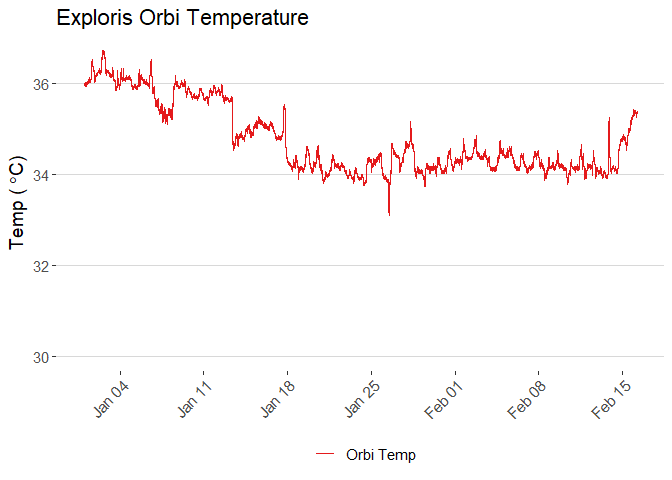 Exploris Orbi Temperature
Temp ( °C)
36
34
32
30
Jan 04
Jan 11
Jan 18
Jan 25
Feb 01
Feb 08
Feb 15
Orbi Temp